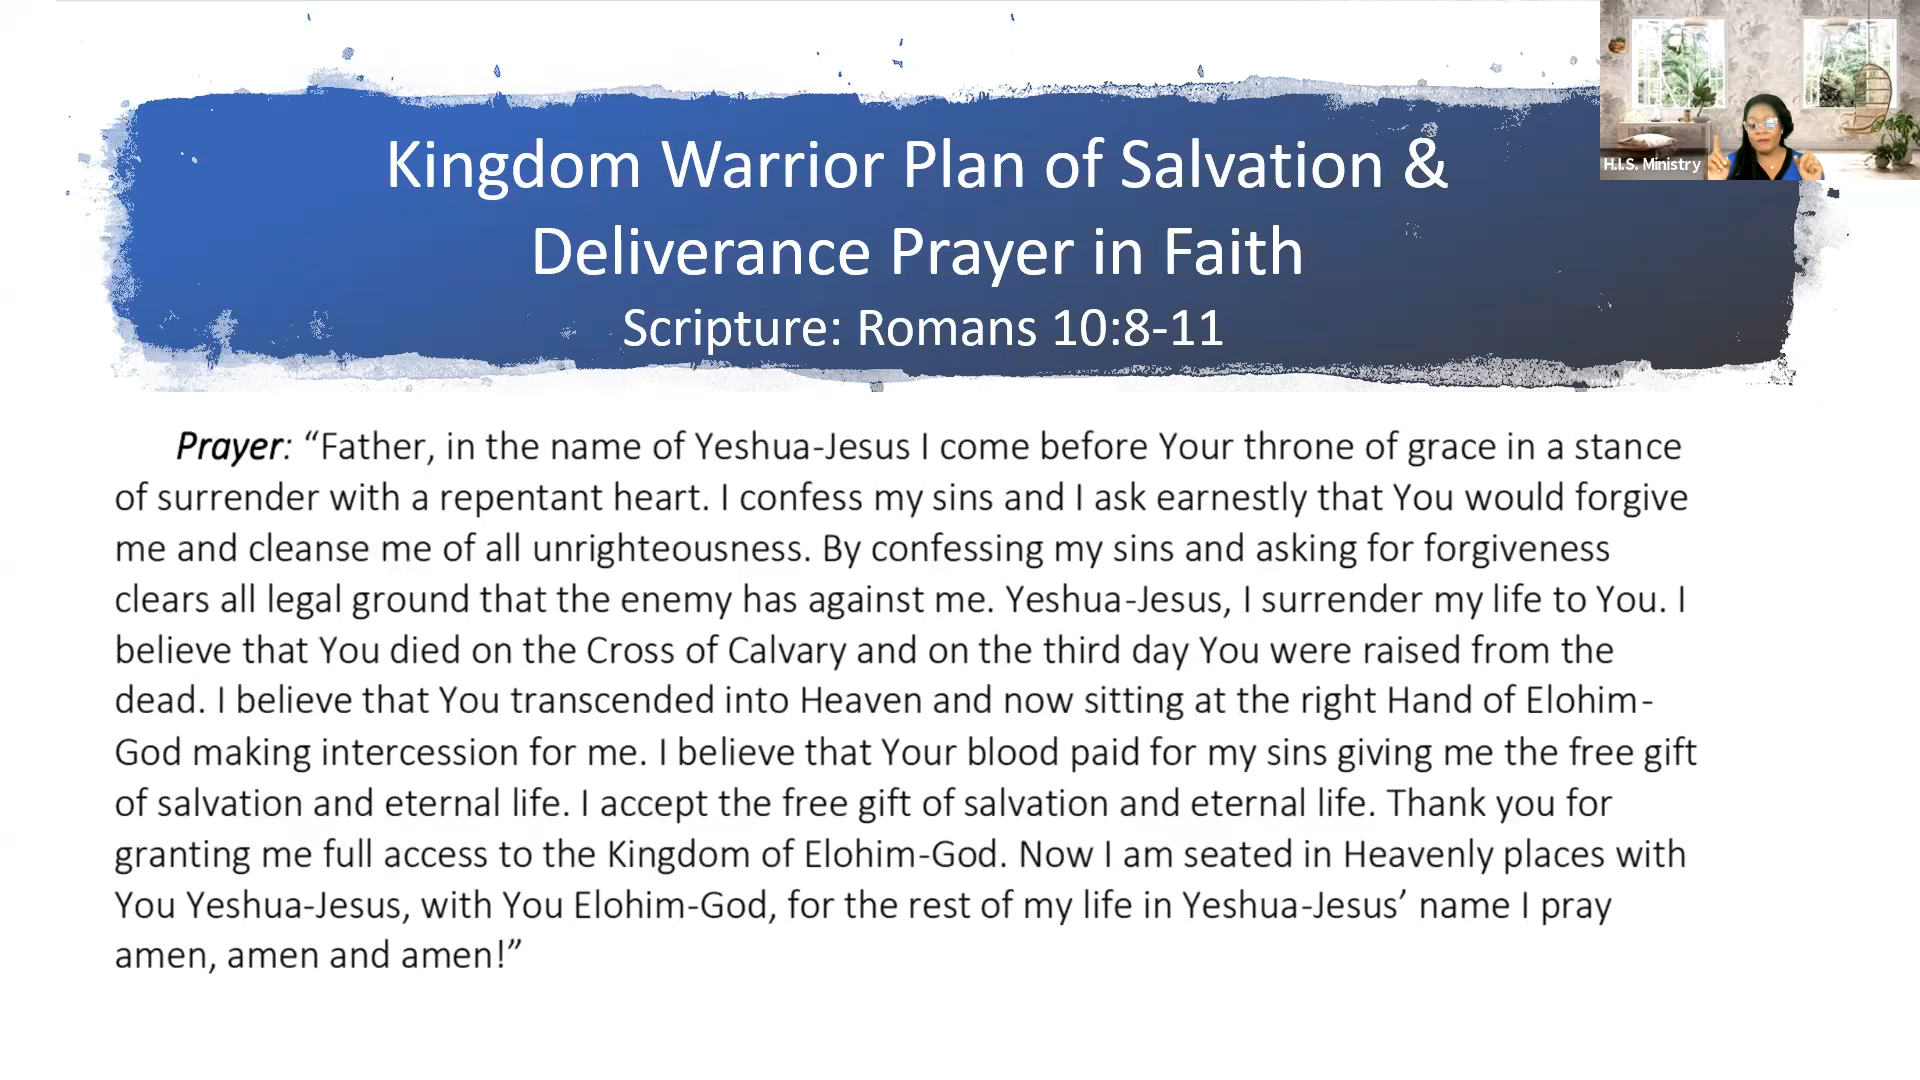 Kingdom Warrior Plan of Salvation &
Deliverance Prayer in Faith
Scripture: Romans 10:8-11
H.I.S. Ministry
Prayer: “Father, in the name of Yeshua-Jesus I come before Your throne of grace in a stance
of surrender with a repentant heart. I confess my sins and I ask earnestly that You would forgive
me and cleanse me of all unrighteousness. By confessing my sins and asking for forgiveness
clears all legal ground that the enemy has against me. Yeshua-Jesus, I surrender my life to You. I
believe that You died on the Cross of Calvary and on the third day You were raised from the
dead. I believe that You transcended into Heaven and now sitting at the right Hand of Elohim-
God making intercession for me. I believe that Your blood paid for my sins giving me the free gift
of salvation and eternal life. I accept the free gift of salvation and eternal life. Thank you for
granting me full access to the Kingdom of Elohim-God. Now I am seated in Heavenly places with
You Yeshua-Jesus, with You Elohim-God, for the rest of my life in Yeshua-Jesus’ name I pray
amen, amen and amen!”